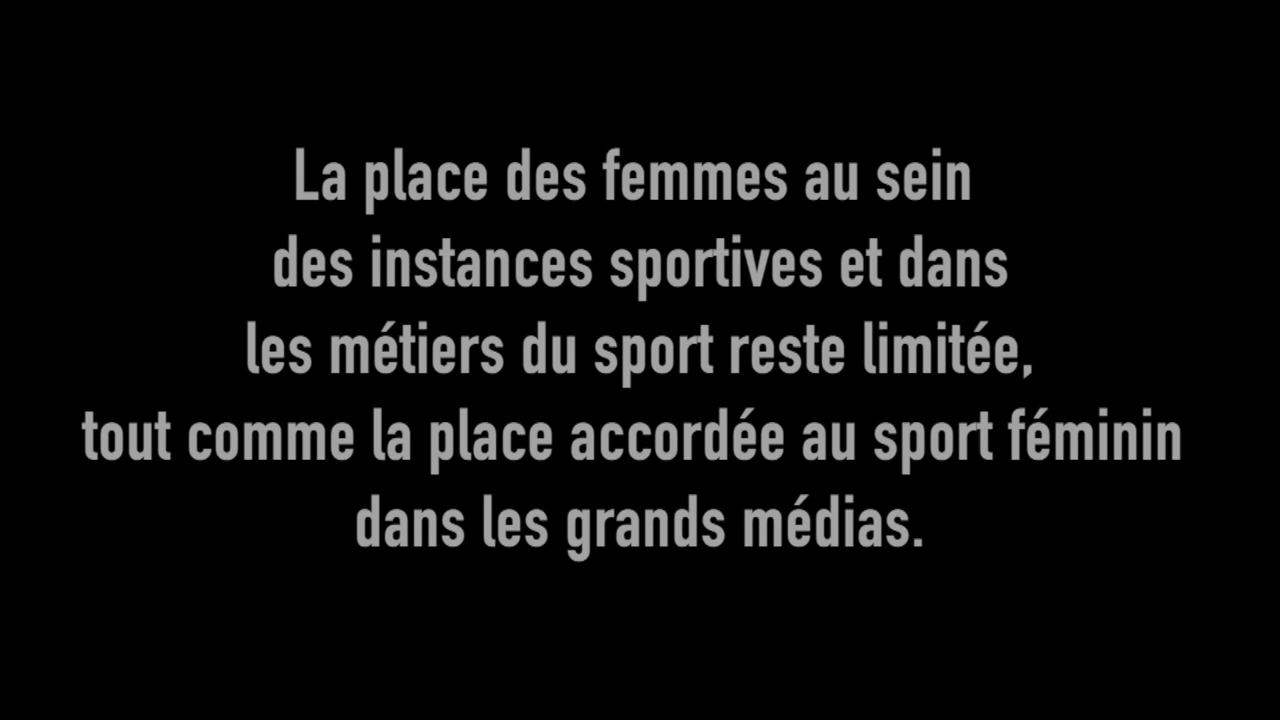 La place des femmes au sein
des instances sportives et dans
les métiers du sport reste limitée,
tout comme la place accordée au sport féminin
dans les grands médias.